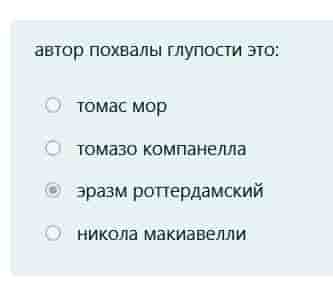 автор похвалы глупости это:
томас мор
томазо компанелла
эразм роттердамский
никола макиавелли